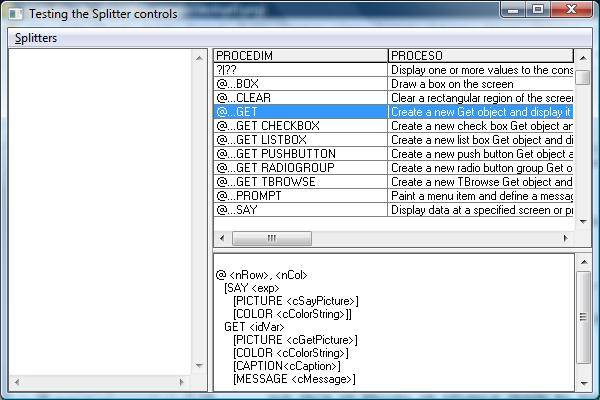 Testing the Splitter controls
Splitters
PROCEDIM PROCESO
?|?? Display one or more values to the cons
@...BOX Draw a box on the screen
@...CLEAR Clear a rectangular region of the screen
@...GET Create a new Get object and display it
@...GET CHECKBOX Create a new check box Get object an
@...GET LISTBOX Create a new list box Get object and di
@...GET PUSHBUTTON Create a new push button Get object a
@...GET RADIOGROUP Create a new radio button group Get o
@...GET TBROWSE Create a new TBrowse Get object and
@...PROMPT Paint a menu item and define a messag
@...SAY Display data at a specified screen or pr
@ <nRow>, <nCol>
[SAY <exp>
[PICTURE <cSayPicture>]
[COLOR <cColorString>]]
GET <idVar>
[PICTURE <cGetPicture>]
[COLOR <cColorString>]
[CAPTION<cCaption>]
[MESSAGE <cMessage>]